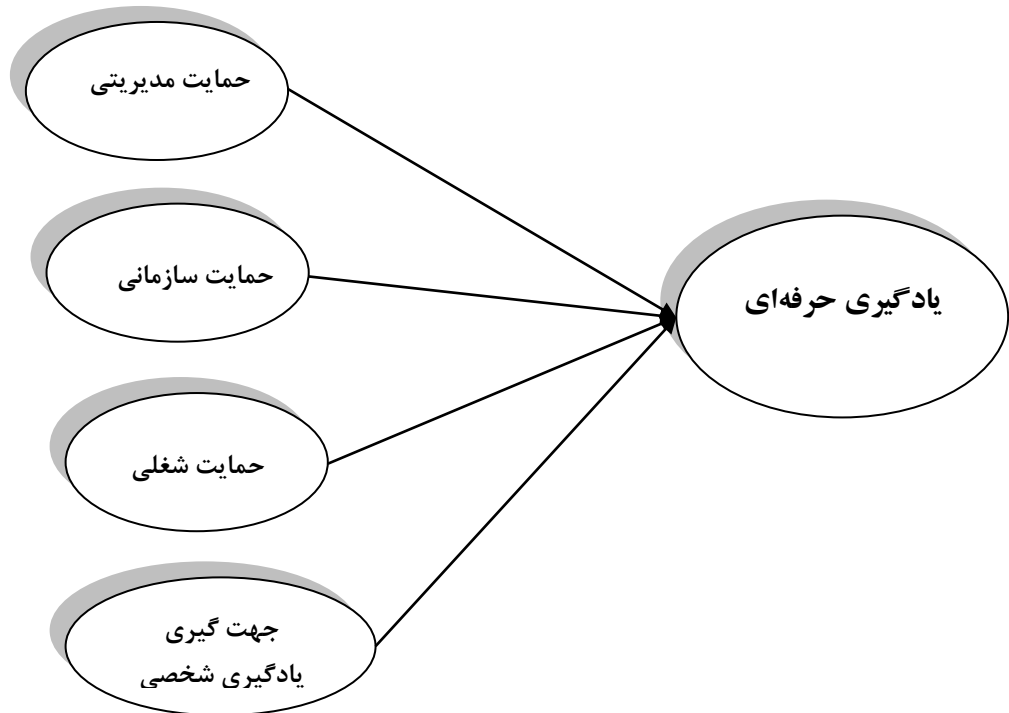 حمایت مدیریتی
حمایت سازمانی
یادگیری حرفه‌ای
حمایت شغلی
جهت گیری
یادگیری شخصی